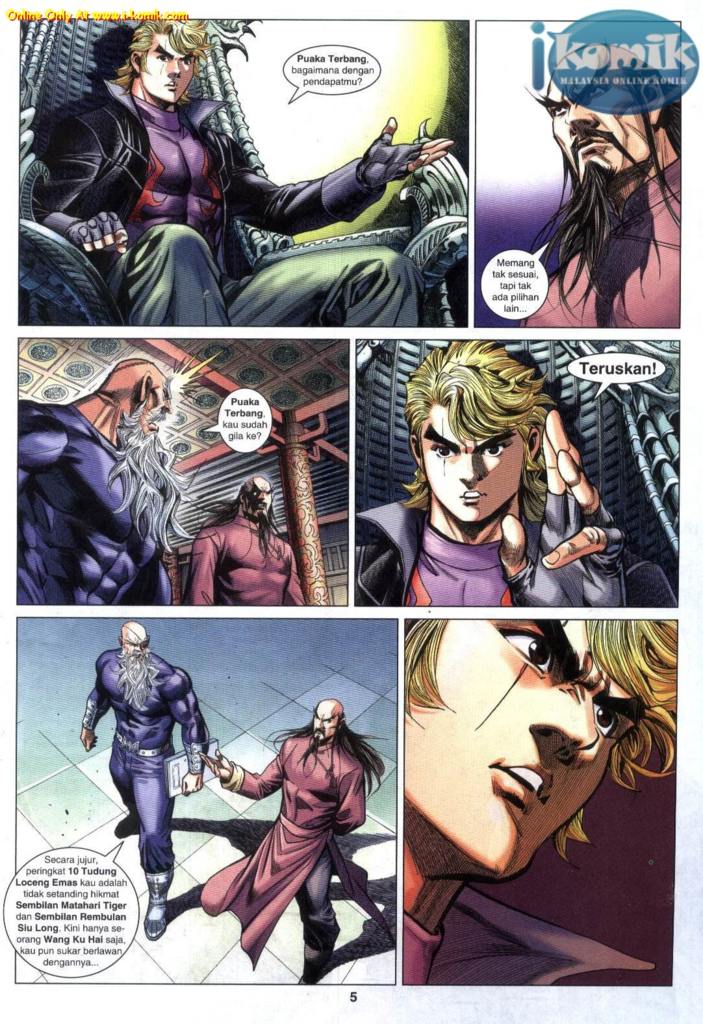 Online Only At www.i-komik.com
ikomik
MALAYSIA ONLINE KOMIK
Puaka Terbang,
bagaimana dengan
pendapatmu?
Memang
tak sesuai,
tapi tak
ada pilihan
lain...
Puaka
Terbang,
kau sudah
gila ke?
Teruskan!
Secara jujur,
peringkat 10 Tudung
Loceng Emas kau adalah
tidak setanding hikmat
Sembilan Matahari Tiger
dan Sembilan Rembulan
Siu Long. Kini hanya se-
orang Wang Ku Hai saja,
kau pun sukar berlawan
dengannya...
5